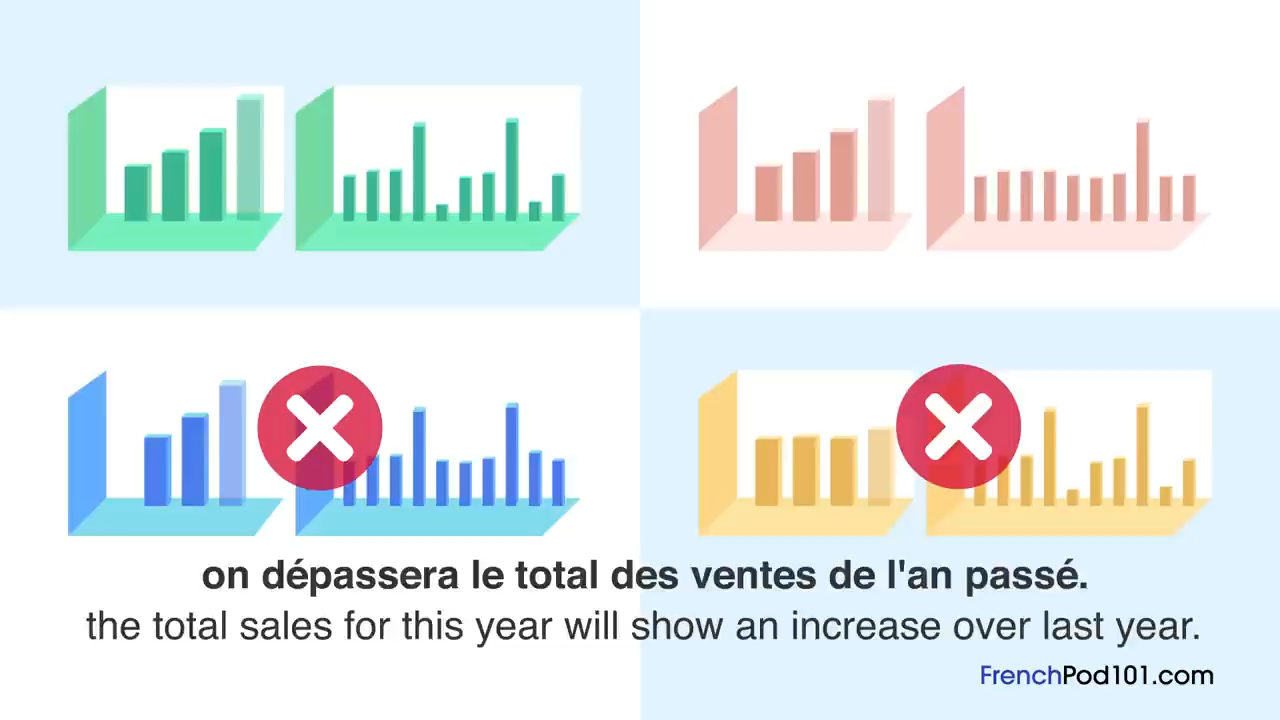 on dépassera le total des ventes de l'an passé.
the total sales for this year will show an increase over last year.
FrenchPod101.com